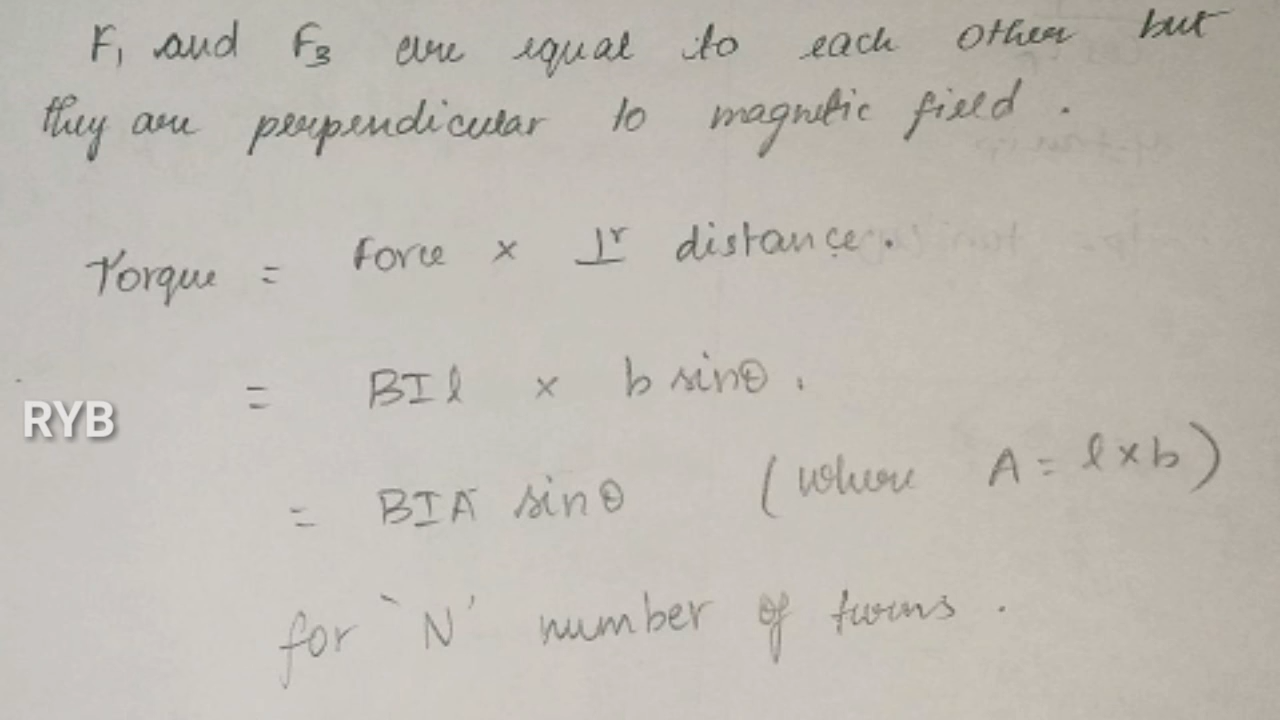 F₁ and F₃ are equal to each other but
they are perpendicular to magnetic field .
Torque = Force × ⊥r distance .
= BIl × b sinθ .
RYB
= BIA sinθ (where A = l×b)
for `N' number of turns .